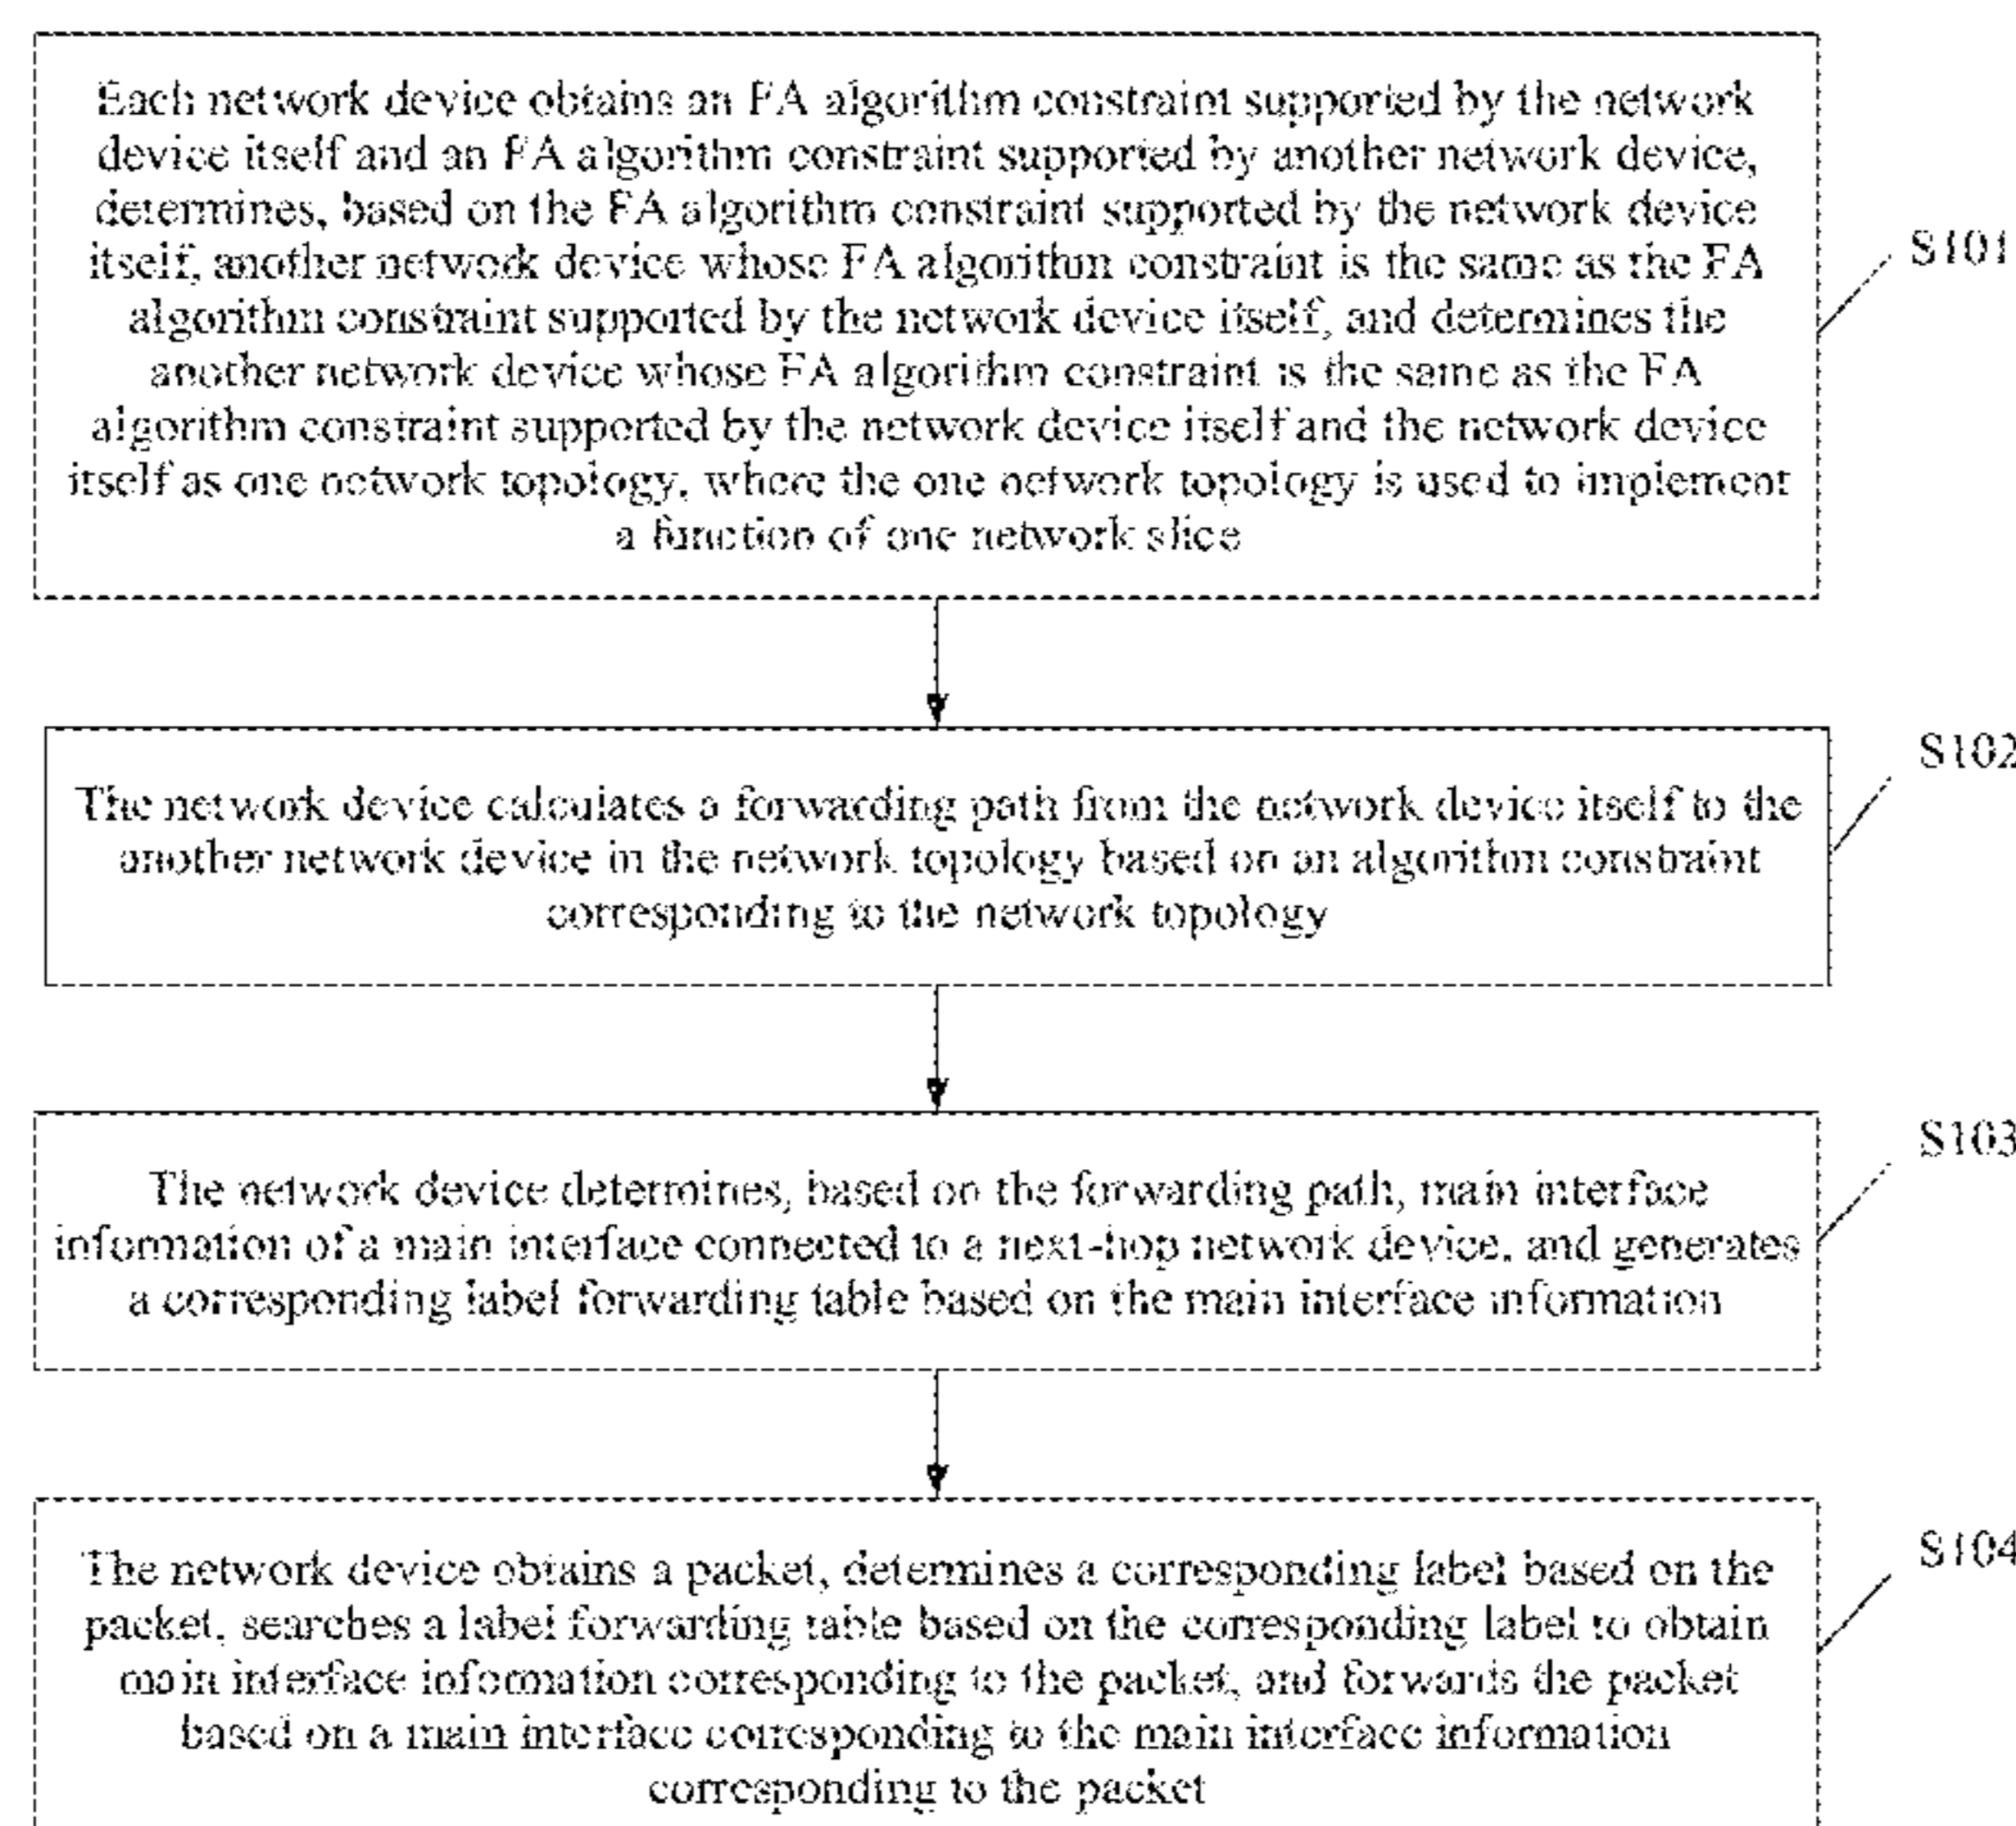 Each network device obtains an FA algorithm constraint supported by the network
device itself and an FA algorithm constraint supported by another network device,
determines, based on the FA algorithm constraint supported by the network device
itself, another network device whose FA algorithm constraint is the same as the FA
algorithm constraint supported by the network device itself, and determines the
another network device whose FA algorithm constraint is the same as the FA
algorithm constraint supported by the network device itself and the network device
itself as one network topology, where the one network topology is used to implement
a function of one network slice
S101
The network device calculates a forwarding path from the network device itself to the
another network device in the network topology based on an algorithm constraint
corresponding to the network topology
S102
The network device determines, based on the forwarding path, main interface
information of a main interface connected to a next-hop network device, and generates
a corresponding label forwarding table based on the main interface information
S103
The network device obtains a packet, determines a corresponding label based on the
packet, searches a label forwarding table based on the corresponding label to obtain
main interface information corresponding to the packet, and forwards the packet
based on a main interface corresponding to the main interface information
corresponding to the packet
S104